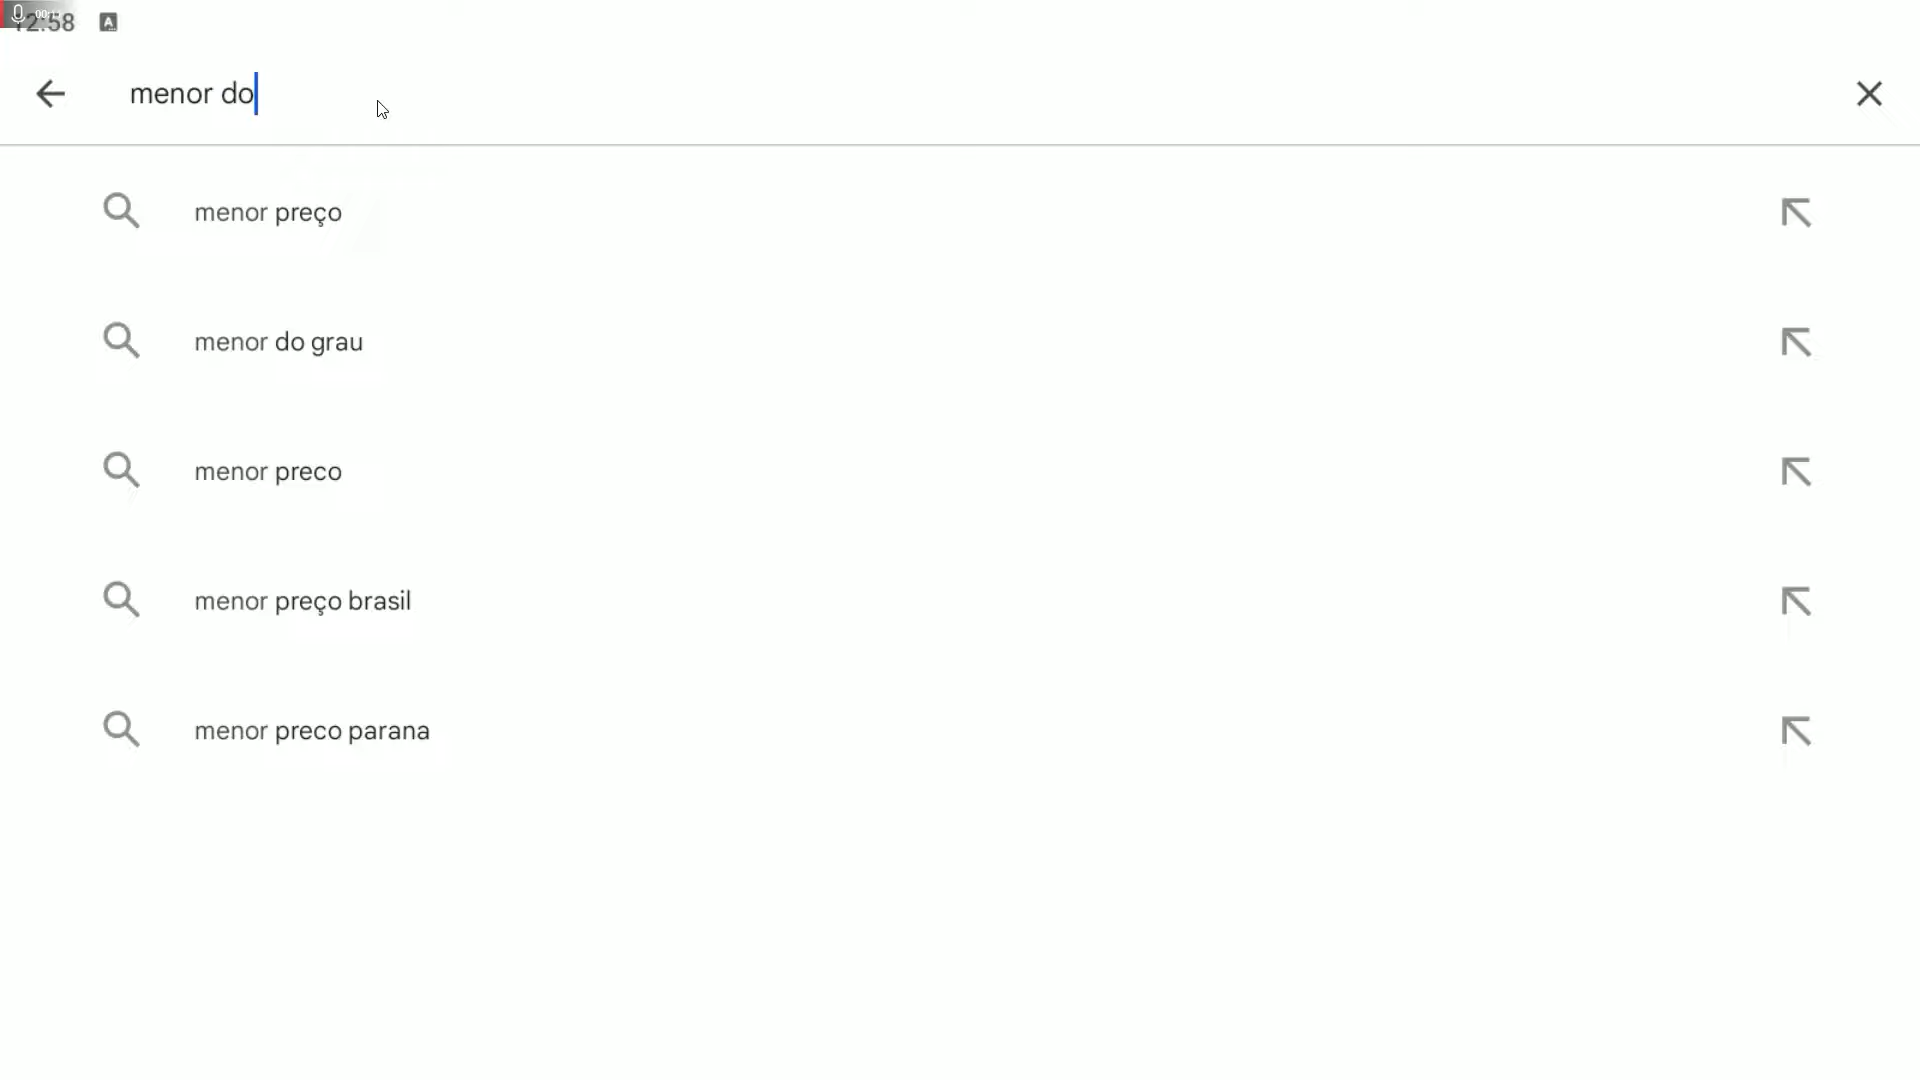 12:58
menor do
menor preço
menor do grau
menor preco
menor preço brasil
menor preco parana